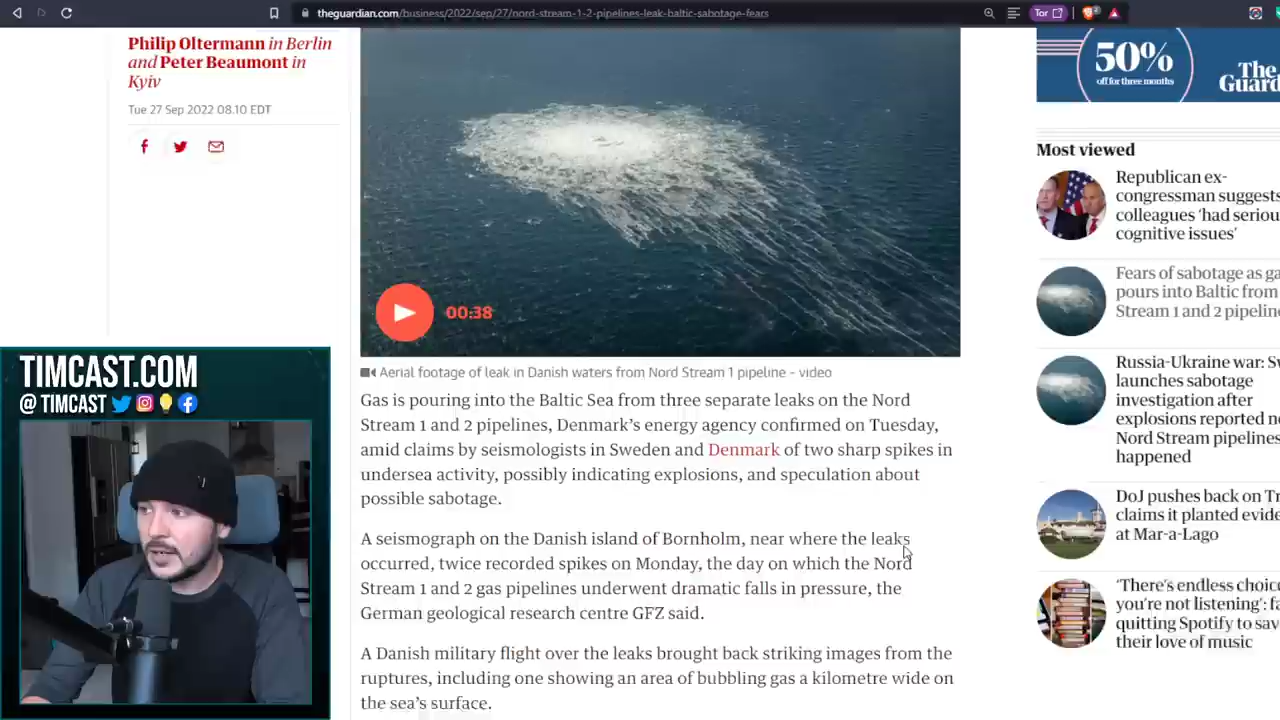 theguardian.com/business/2022/sep/27/nord-stream-1-2-pipelines-leak-baltic-sabotage-fears
Tor
Philip Oltermann in Berlin
and Peter Beaumont in
Kyiv
Tue 27 Sep 2022 08.10 EDT
00:38
Aerial footage of leak in Danish waters from Nord Stream 1 pipeline – video
Gas is pouring into the Baltic Sea from three separate leaks on the Nord
Stream 1 and 2 pipelines, Denmark's energy agency confirmed on Tuesday,
amid claims by seismologists in Sweden and Denmark of two sharp spikes in
undersea activity, possibly indicating explosions, and speculation about
possible sabotage.
A seismograph on the Danish island of Bornholm, near where the leaks
occurred, twice recorded spikes on Monday, the day on which the Nord
Stream 1 and 2 gas pipelines underwent dramatic falls in pressure, the
German geological research centre GFZ said.
A Danish military flight over the leaks brought back striking images from the
ruptures, including one showing an area of bubbling gas a kilometre wide on
the sea's surface.
50%
off for three months
The
Guard
Most viewed
Republican ex-
congressman suggests
colleagues 'had seriou
cognitive issues'
Fears of sabotage as ga
pours into Baltic from
Stream 1 and 2 pipeline
Russia-Ukraine war: Sw
launches sabotage
investigation after
explosions reported ne
Nord Stream pipelines
happened
DoJ pushes back on Tr
claims it planted evide
at Mar-a-Lago
'There's endless choice
you're not listening': fa
quitting Spotify to sav
their love of music
TIMCAST.COM
@ TIMCAST